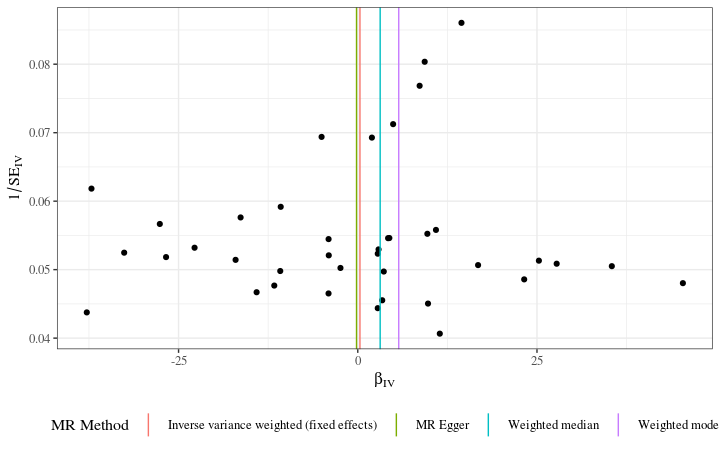 0.08
0.07
0.06
0.05
0.04
1/SE_IV
-25 0 25
β_IV
MR Method Inverse variance weighted (fixed effects) MR Egger Weighted median Weighted mode